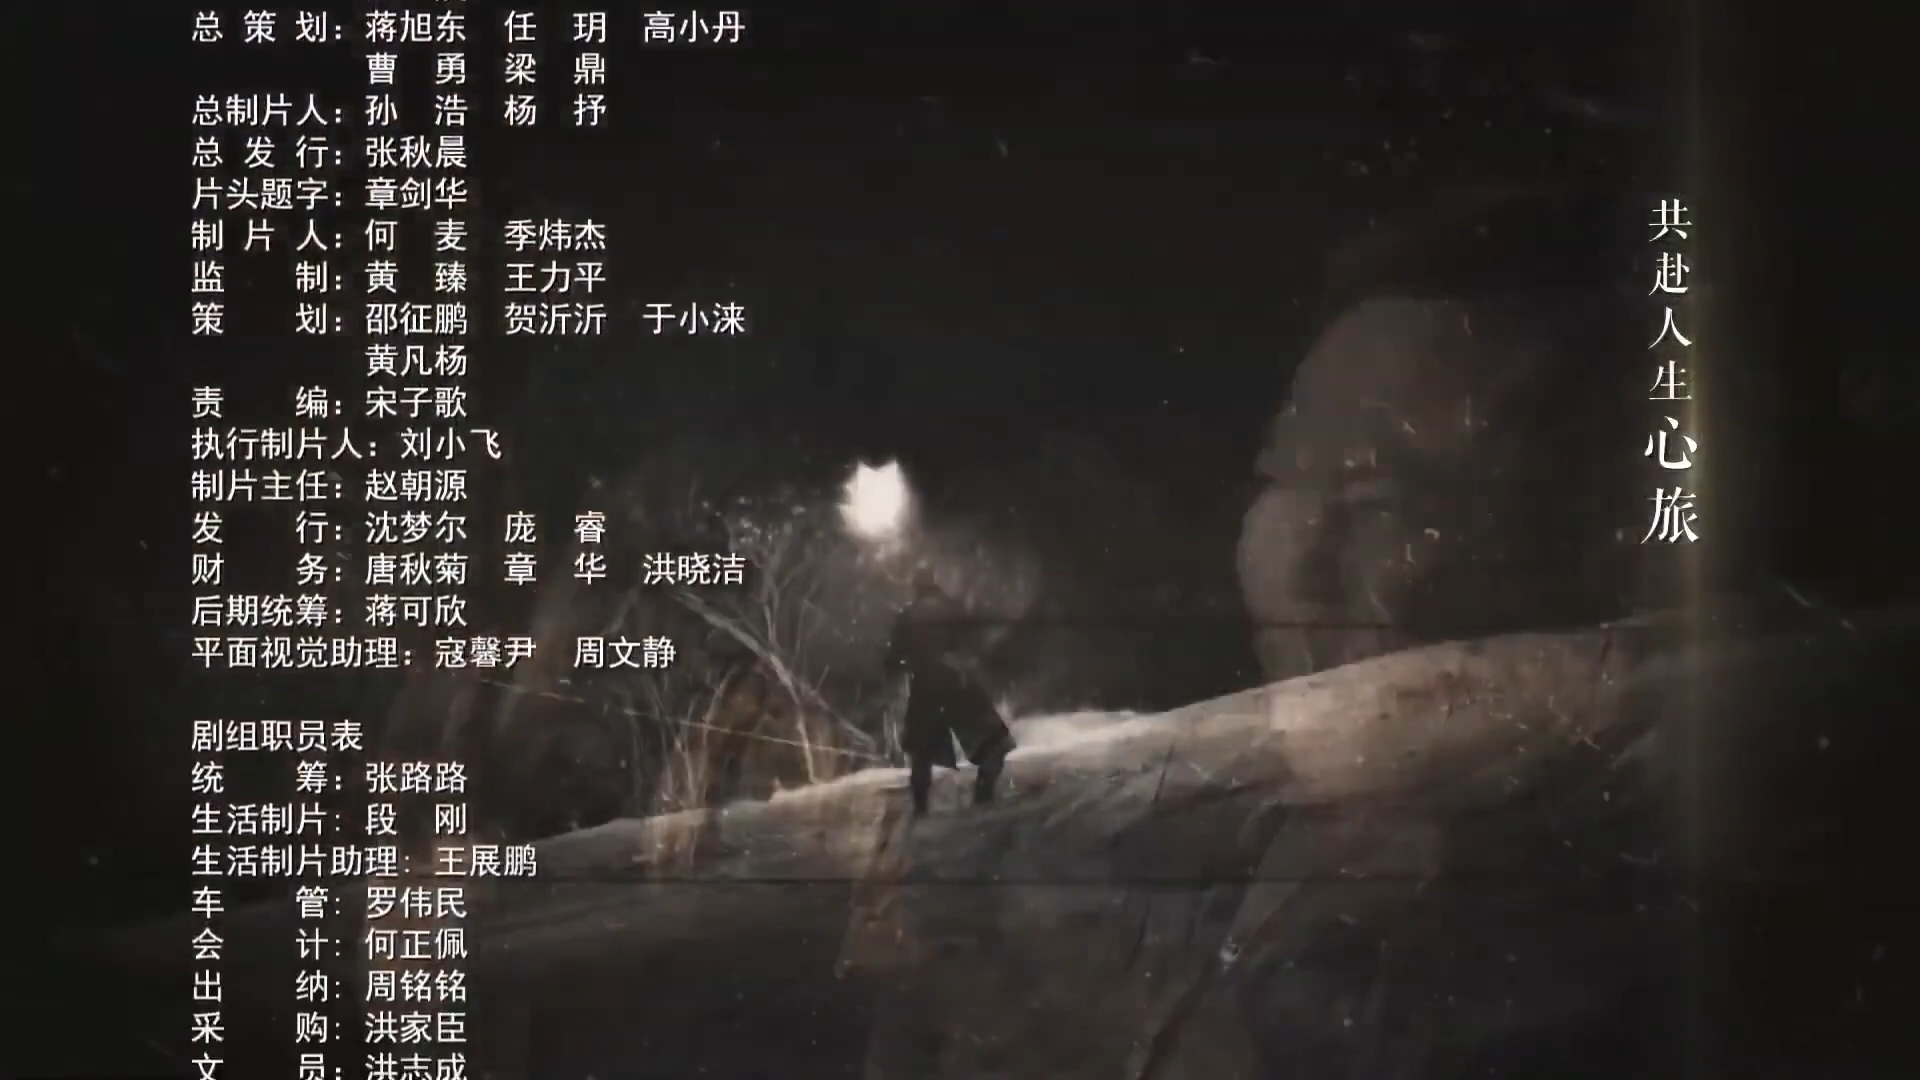 总策划：蒋旭东 任玥 高小丹
曹勇 梁鼎
总制片人：孙浩 杨抒
总发行：张秋晨
片头题字：章剑华
制片人：何麦 季炜杰
监制：黄臻 王力平
策划：邵征鹏 贺沂沂 于小涞
黄凡杨
责编：宋子歌
执行制片人：刘小飞
制片主任：赵朝源
发行：沈梦尔 庞睿
财务：唐秋菊 章华 洪晓洁
后期统筹：蒋可欣
平面视觉助理：寇馨尹 周文静
剧组职员表
统筹：张路路
生活制片：段刚
生活制片助理：王展鹏
车管：罗伟民
会计：何正佩
出纳：周铭铭
采购：洪家臣
文员：洪志成
共赴人生心旅